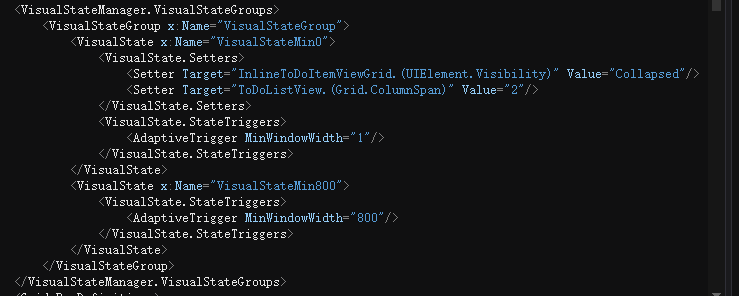 <VisualStateManager.VisualStateGroups>
<VisualStateGroup x:Name="VisualStateGroup">
<VisualState x:Name="VisualStateMin0">
<VisualState.Setters>
<Setter Target="InlineToDoItemViewGrid.(UIElement.Visibility)" Value="Collapsed"/>
<Setter Target="ToDoListView.(Grid.ColumnSpan)" Value="2"/>
</VisualState.Setters>
<VisualState.StateTriggers>
<AdaptiveTrigger MinWindowWidth="1"/>
</VisualState.StateTriggers>
</VisualState>
<VisualState x:Name="VisualStateMin800">
<VisualState.StateTriggers>
<AdaptiveTrigger MinWindowWidth="800"/>
</VisualState.StateTriggers>
</VisualState>
</VisualStateGroup>
</VisualStateManager.VisualStateGroups>